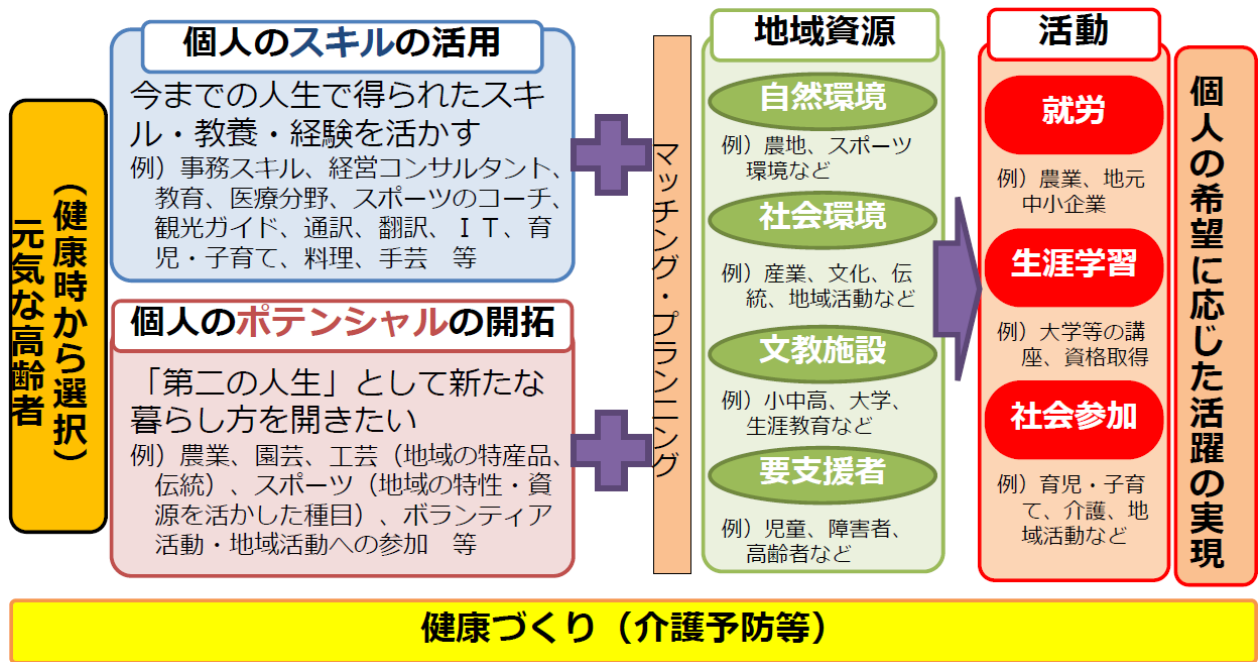 元気な高齢者
（健康時から選択）
個人のスキルの活用
今までの人生で得られたスキ
ル・教養・経験を活かす
例）事務スキル、経営コンサルタント、
教育、医療分野、スポーツのコーチ、
観光ガイド、通訳、翻訳、ＩＴ、育
児・子育て、料理、手芸　等
個人のポテンシャルの開拓
「第二の人生」として新たな
暮らし方を開きたい
例）農業、園芸、工芸（地域の特産品、
伝統）、スポーツ（地域の特性・資
源を活かした種目）、ボランティア
活動・地域活動への参加　等
マッチング・プランニング
地域資源
自然環境
例）農地、スポーツ
環境など
社会環境
例）産業、文化、伝
統、地域活動など
文教施設
例）小中高、大学、
生涯教育など
要支援者
例）児童、障害者、
高齢者など
活動
就労
例）農業、地元
中小企業
生涯学習
例）大学等の講
座、資格取得
社会参加
例）育児・子育
て、介護、地
域活動など
個人の希望に応じた活躍の実現
健康づくり（介護予防等）